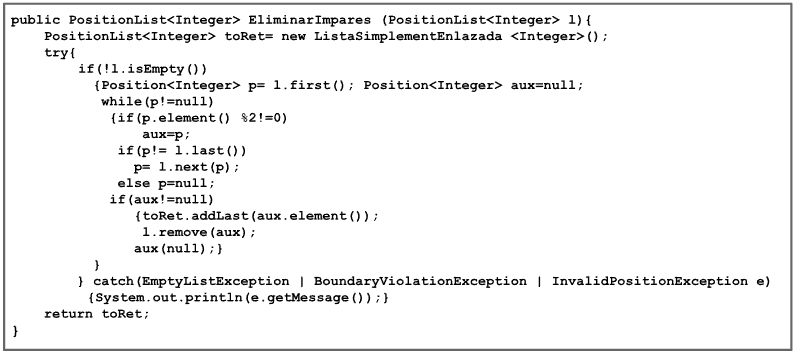 public PositionList<Integer> EliminarImpares (PositionList<Integer> l){
PositionList<Integer> toRet= new ListaSimplementEnlazada <Integer>();
try{
if(!l.isEmpty())
{Position<Integer> p= l.first(); Position<Integer> aux=null;
while(p!=null)
{if(p.element() %2!=0)
aux=p;
if(p!= l.last())
p= l.next(p);
else p=null;
if(aux!=null)
{toRet.addLast(aux.element());
l.remove(aux);
aux(null);}
}
} catch(EmptyListException | BoundaryViolationException | InvalidPositionException e)
{System.out.println(e.getMessage());}
return toRet;
}